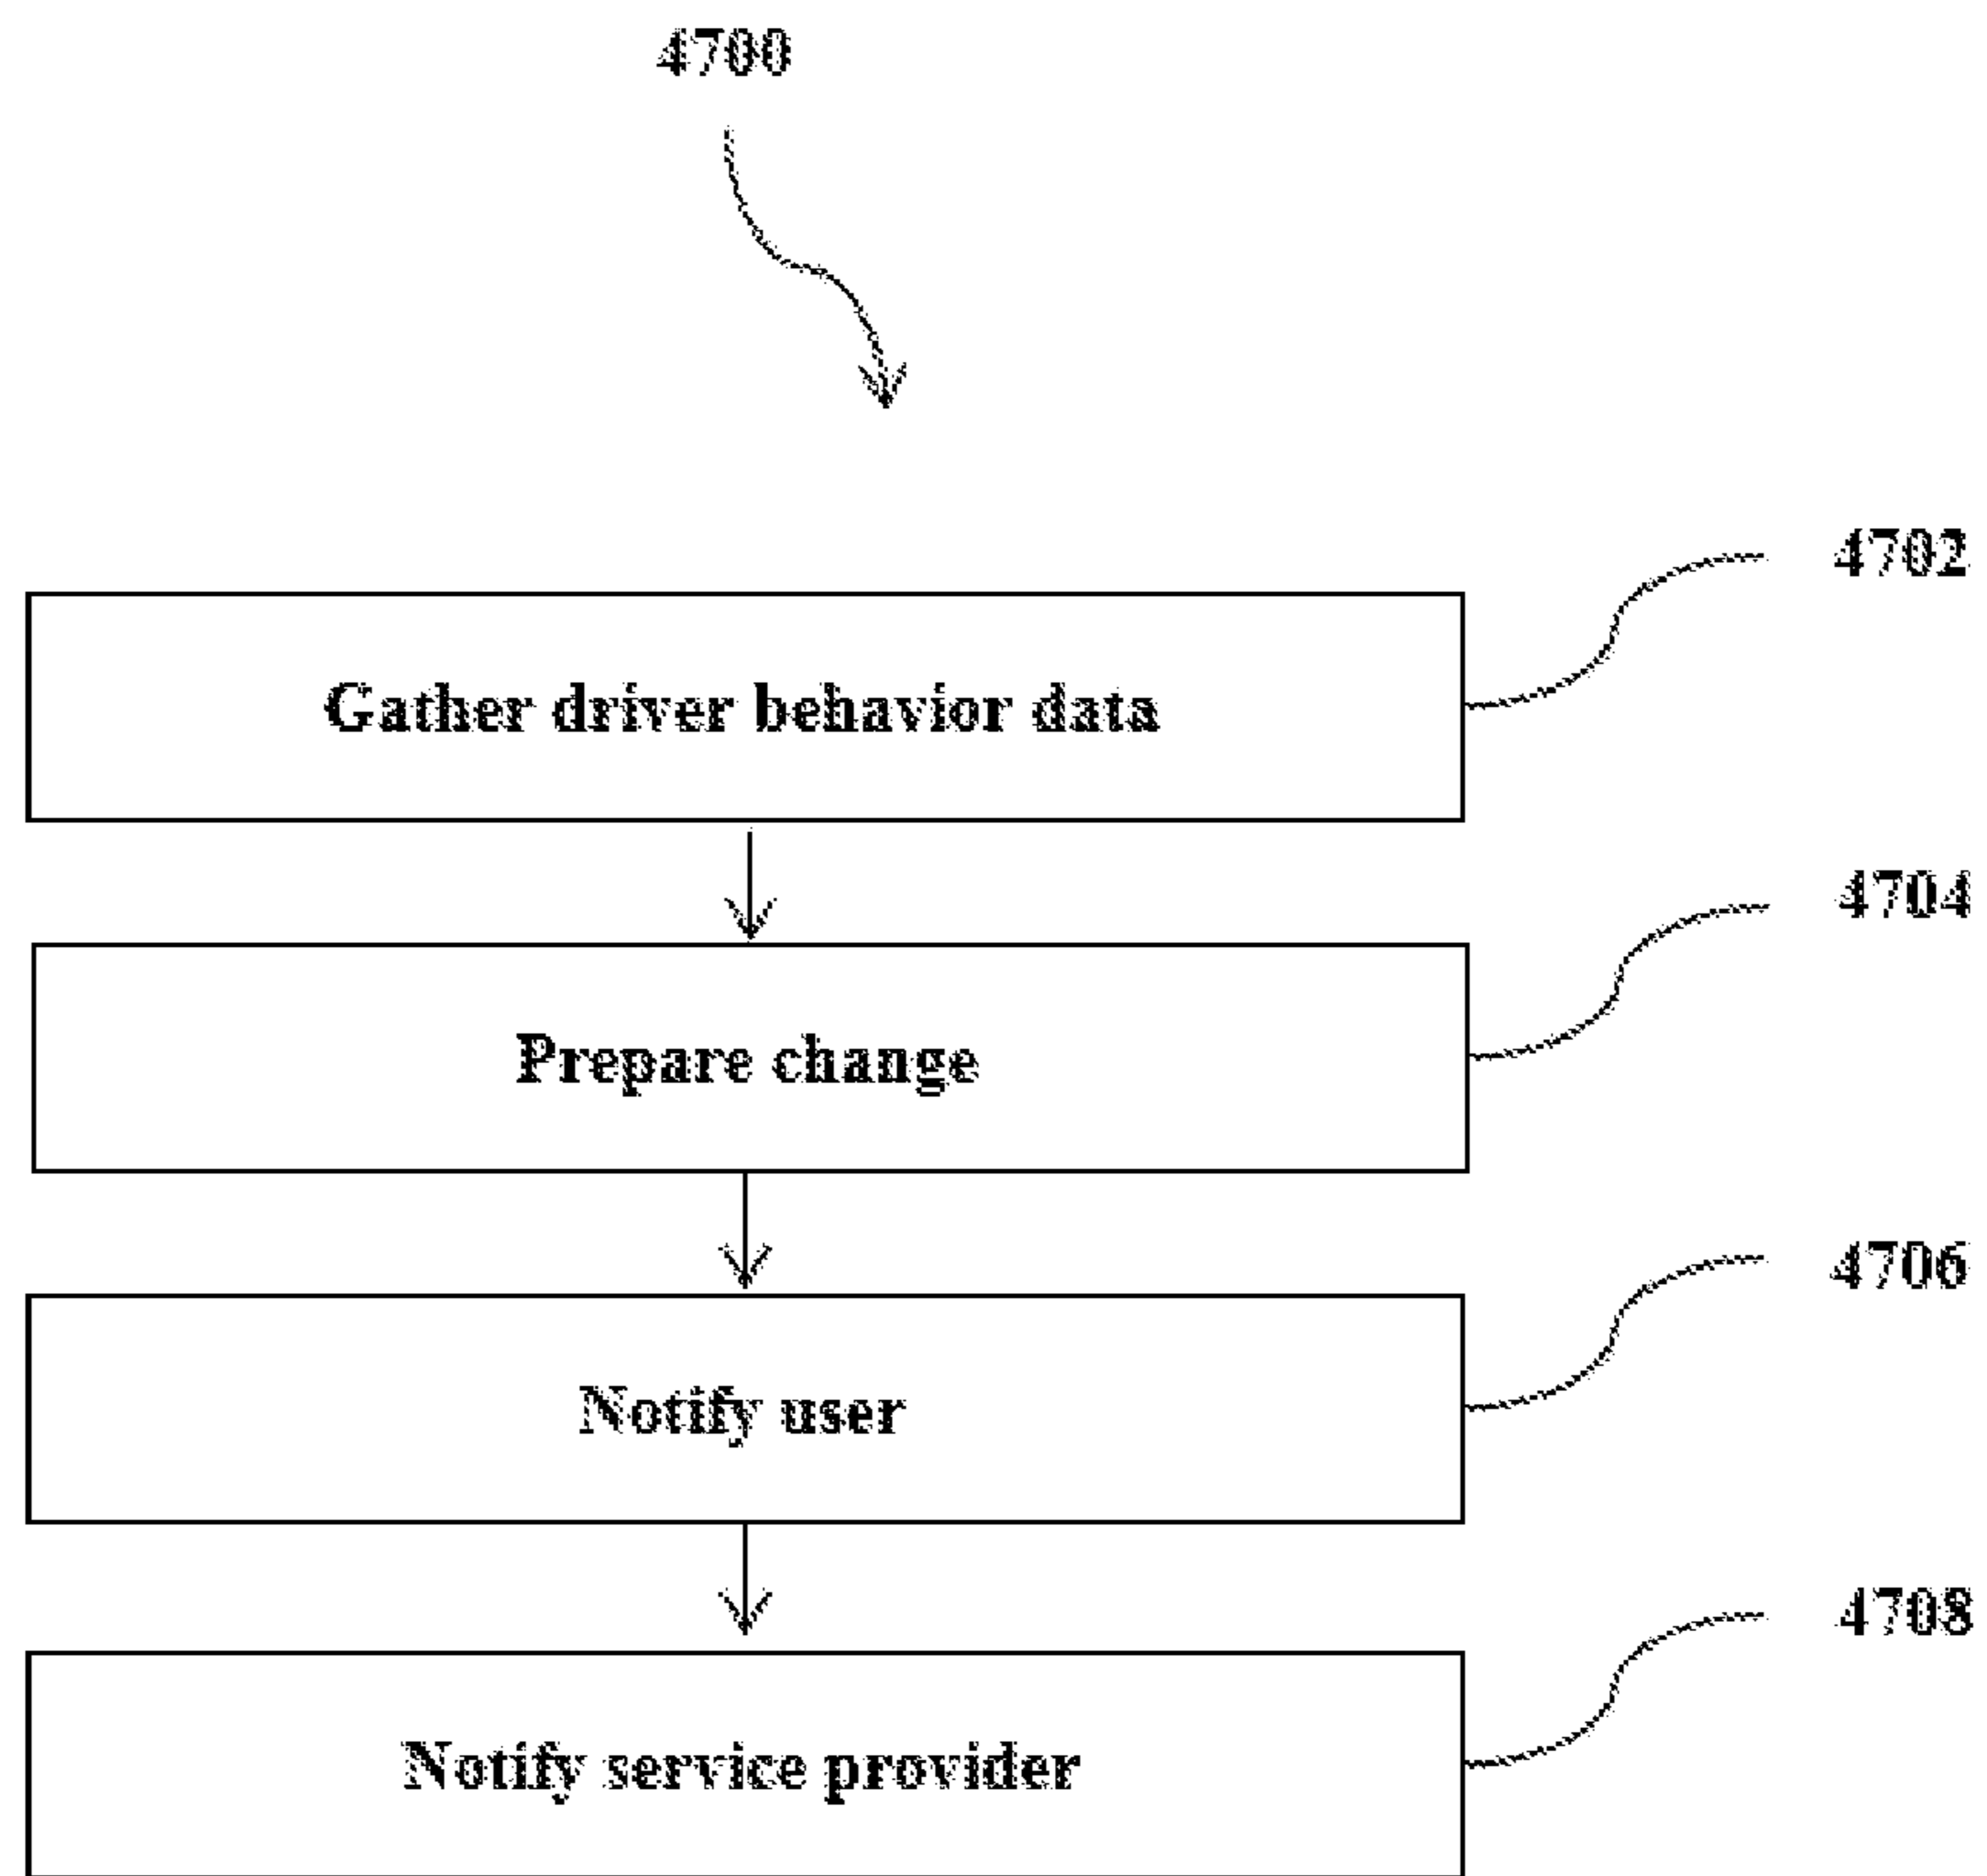 4700
4702
Gather driver behavior data
4704
Prepare change
4706
Notify user
4708
Notify service provider